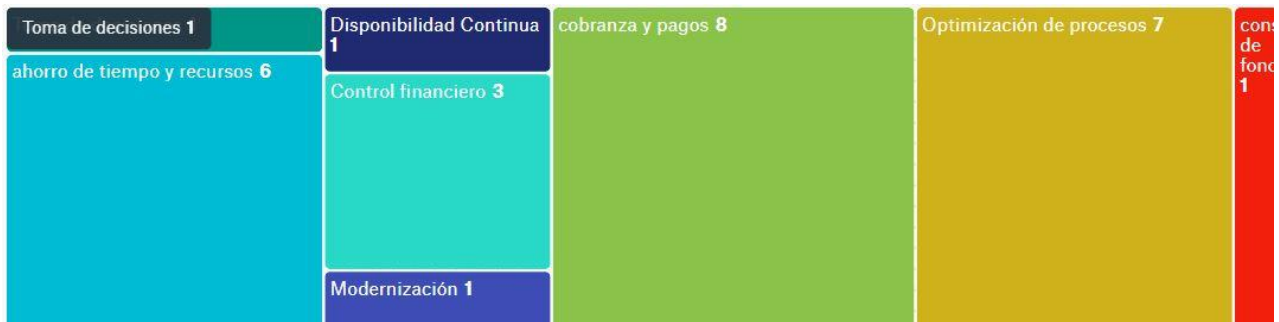 Toma de decisiones 1
ahorro de tiempo y recursos 6
Disponibilidad Continua
1
Control financiero 3
Modernización 1
cobranza y pagos 8
Optimización de procesos 7
de
1